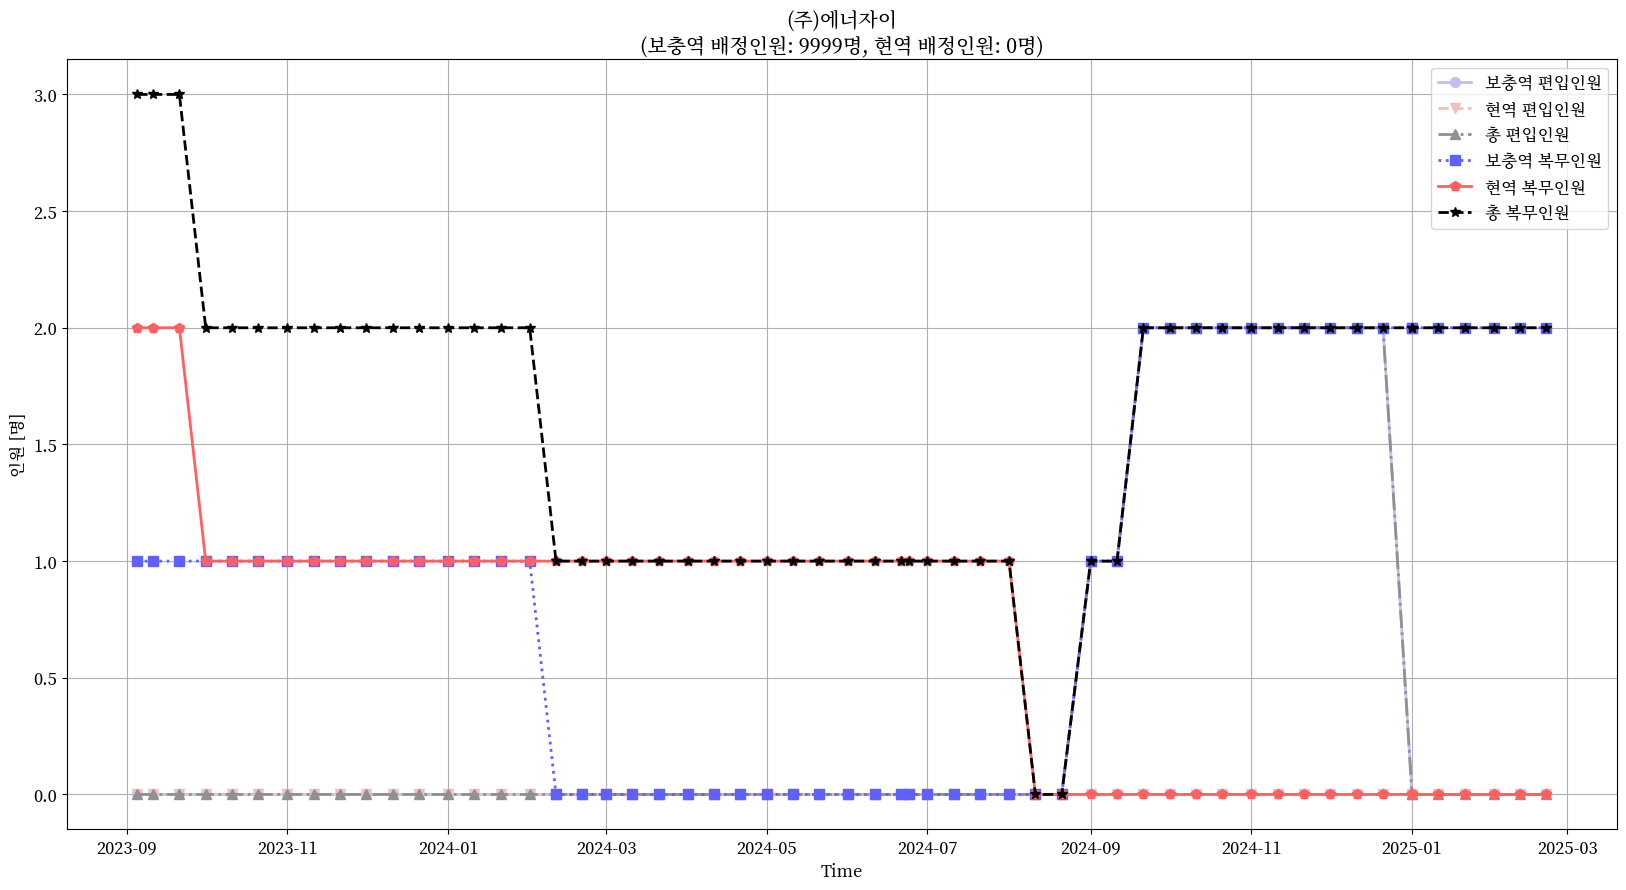 (주)에너자이
(보충역 배정인원: 9999명, 현역 배정인원: 0명)
보충역 편입인원
현역 편입인원
총 편입인원
보충역 복무인원
현역 복무인원
총 복무인원
인원 [명]
3.0
2.5
2.0
1.5
1.0
0.5
0.0
2023-09 2023-11 2024-01 2024-03 2024-05 2024-07 2024-09 2024-11 2025-01 2025-03
Time